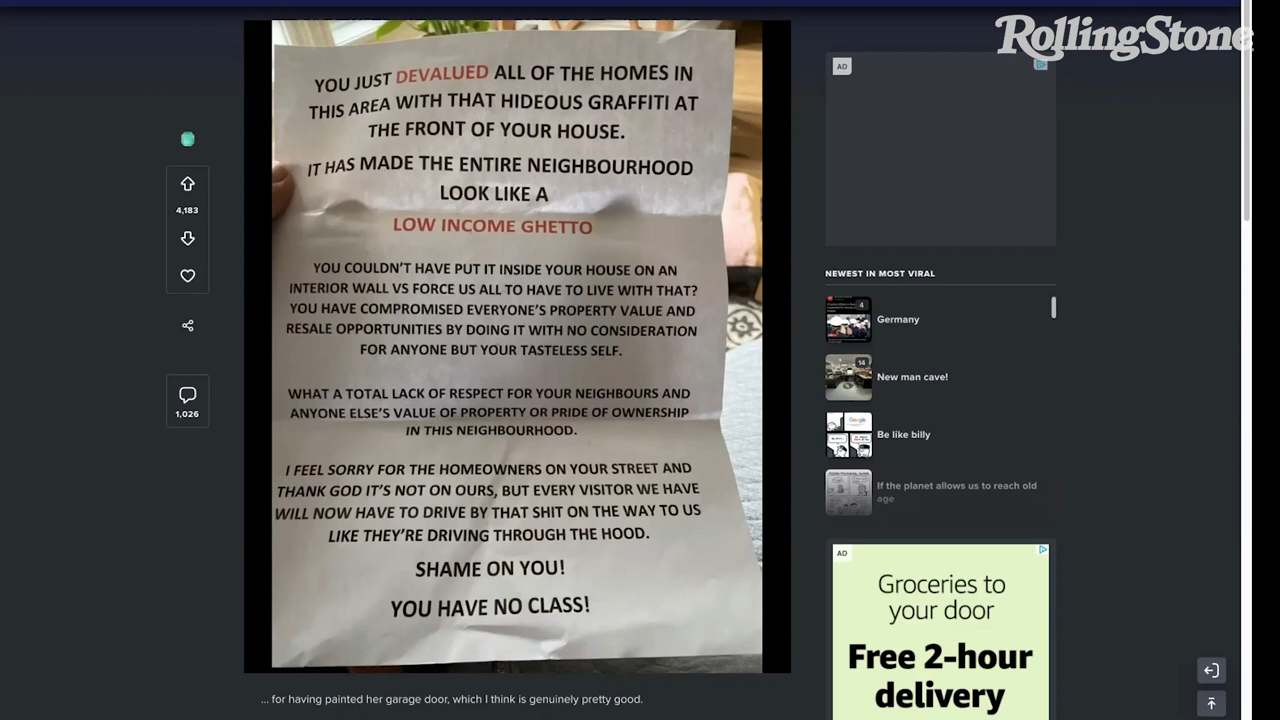 RollingStone
YOU JUST DEVALUED ALL OF THE HOMES IN
THIS AREA WITH THAT HIDEOUS GRAFFITI AT
THE FRONT OF YOUR HOUSE.
IT HAS MADE THE ENTIRE NEIGHBOURHOOD
LOOK LIKE A
LOW INCOME GHETTO
YOU COULDN'T HAVE PUT IT INSIDE YOUR HOUSE ON AN
INTERIOR WALL VS FORCE US ALL TO HAVE TO LIVE WITH THAT?
YOU HAVE COMPROMISED EVERYONE'S PROPERTY VALUE AND
RESALE OPPORTUNITIES BY DOING IT WITH NO CONSIDERATION
FOR ANYONE BUT YOUR TASTELESS SELF.
WHAT A TOTAL LACK OF RESPECT FOR YOUR NEIGHBOURS AND
ANYONE ELSE'S VALUE OF PROPERTY OR PRIDE OF OWNERSHIP
IN THIS NEIGHBOURHOOD.
I FEEL SORRY FOR THE HOMEOWNERS ON YOUR STREET AND
THANK GOD IT'S NOT ON OURS, BUT EVERY VISITOR WE HAVE
WILL NOW HAVE TO DRIVE BY THAT SHIT ON THE WAY TO US
LIKE THEY'RE DRIVING THROUGH THE HOOD.
SHAME ON YOU!
YOU HAVE NO CLASS!
... for having painted her garage door, which I think is genuinely pretty good.
4,183
1,026
AD
NEWEST IN MOST VIRAL
4
Germany
14
New man cave!
Google
Be like billy
If the planet allows us to reach old
age
AD
Groceries to
your door
Free 2-hour
delivery